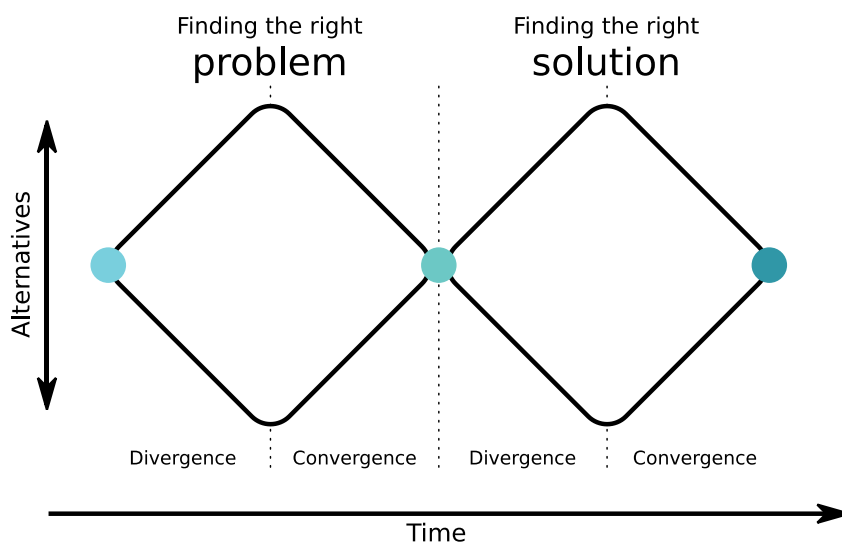 Finding the right
problem
Finding the right
solution
Alternatives
Divergence
Convergence
Divergence
Convergence
Time